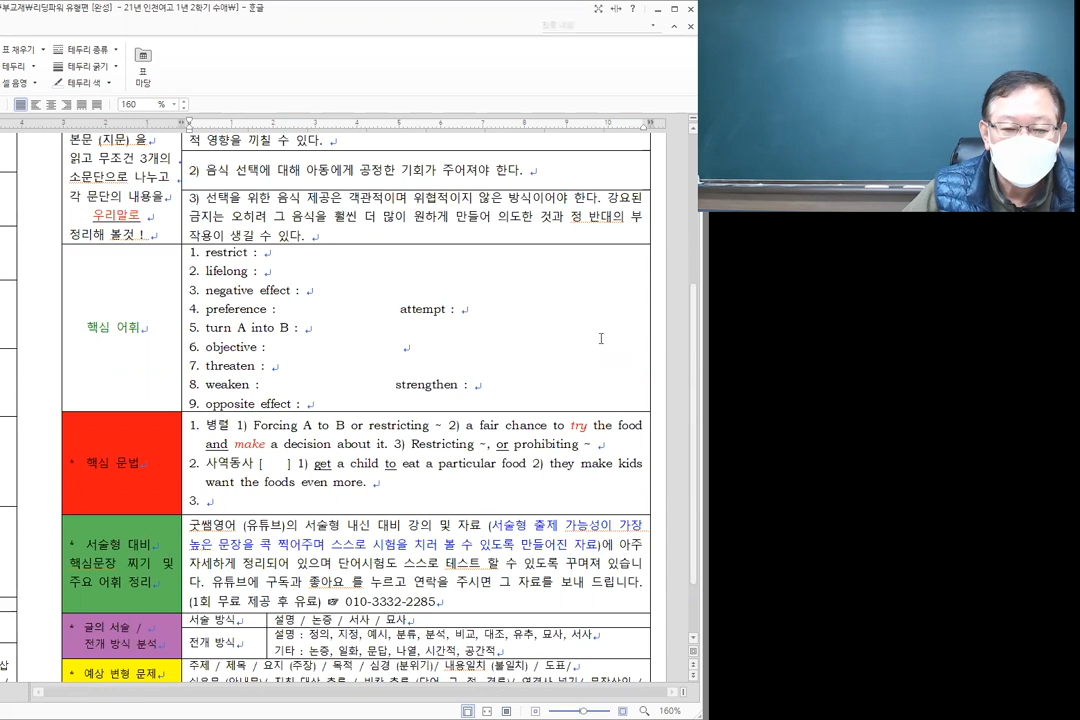 부교재₩리딩파워 유형편 [완성] - 21년 인천여고 1년 2학기 수애₩] - 흔글
표 채우기 테두리 종류
테두리 테두리 굵기
셀 음영 테두리 색
표
마당
160 %
4 3 2 1 1 2 3 4 5 6 7 8 9 10
본문 (지문) 을
읽고 무조건 3개의
소문단으로 나누고
각 문단의 내용을
우리말로
정리해 볼것 !
적 영향을 끼칠 수 있다.
2) 음식 선택에 대해 아동에게 공정한 기회가 주어져야 한다.
3) 선택을 위한 음식 제공은 객관적이며 위협적이지 않은 방식이어야 한다. 강요된
금지는 오히려 그 음식을 훨씬 더 많이 원하게 만들어 의도한 것과 정 반대의 부
작용이 생길 수 있다.
핵심 어휘
1. restrict :
2. lifelong :
3. negative effect :
4. preference : attempt :
5. turn A into B :
6. objective :
7. threaten :
8. weaken : strengthen :
9. opposite effect :
* 핵심 문법
1. 병렬 1) Forcing A to B or restricting ~ 2) a fair chance to try the food
and make a decision about it. 3) Restricting ~, or prohibiting ~
2. 사역동사 [ ] 1) get a child to eat a particular food 2) they make kids
want the foods even more.
3.
* 서술형 대비
핵심문장 찌기 및
주요 어휘 정리
굿쌤영어 (유튜브)의 서술형 내신 대비 강의 및 자료 (서술형 출제 가능성이 가장
높은 문장을 콕 찍어주며 스스로 시험을 치러 볼 수 있도록 만들어진 자료)에 아주
자세하게 정리되어 있으며 단어시험도 스스로 테스트 할 수 있도록 꾸며져 있습니
다. 유튜브에 구독과 좋아요 를 누르고 연락을 주시면 그 자료를 보내 드립니다.
(1회 무료 제공 후 유료) ☞ 010-3332-2285
* 글의 서술 /
전개 방식 분석
서술 방식 설명 / 논증 / 서사 / 묘사
전개 방식 설명 : 정의, 지정, 예시, 분류, 분석, 비교, 대조, 유추, 묘사, 서사
기타 : 논증, 일화, 문답, 나열, 시간적, 공간적
* 예상 변형 문제
주제 / 제목 / 요지 (주장) / 목적 / 심경 (분위기)/ 내용일치 (불일치) / 도표/
삽
160%